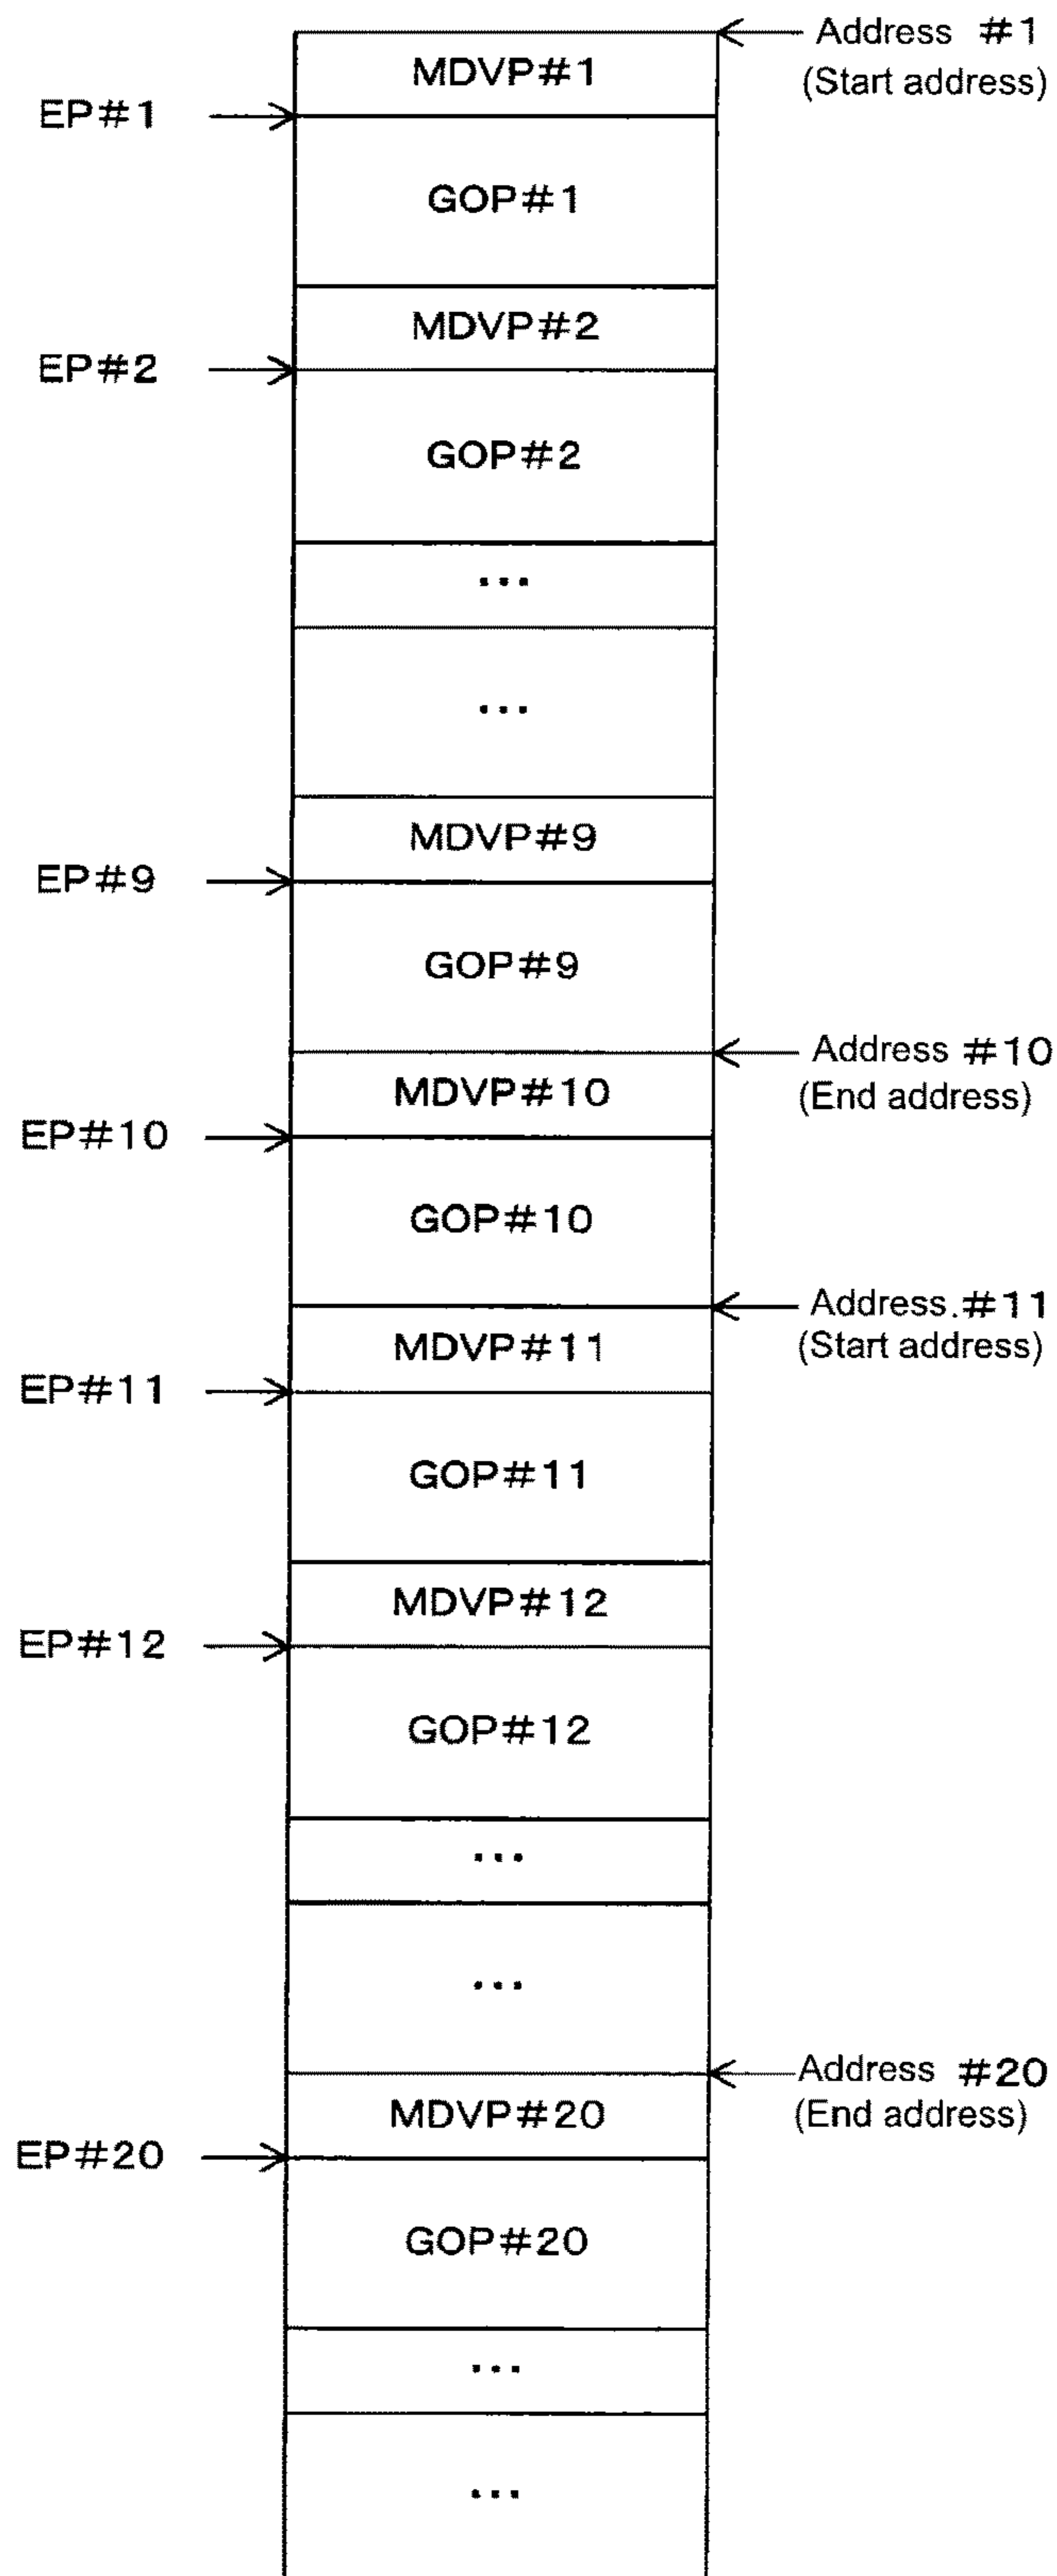 Address #1
MDVP#1
(Start address)
EP#1
GOP#1
MDVP#2
EP#2
GOP#2
...
...
MDVP#9
EP#9
GOP#9
Address #10
MDVP#10
(End address)
EP#10
GOP#10
Address.#11
MDVP#11
(Start address)
EP#11
GOP#11
MDVP#12
EP#12
GOP#12
...
...
Address #20
MDVP#20
(End address)
EP#20
GOP#20
...
...